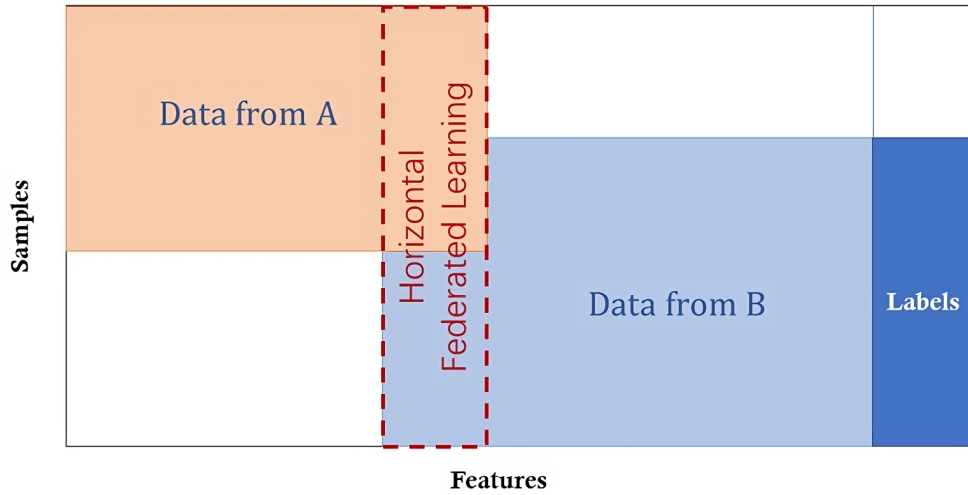 Data from A
Horizontal
Federated Learning
Samples
Data from B
Labels
Features